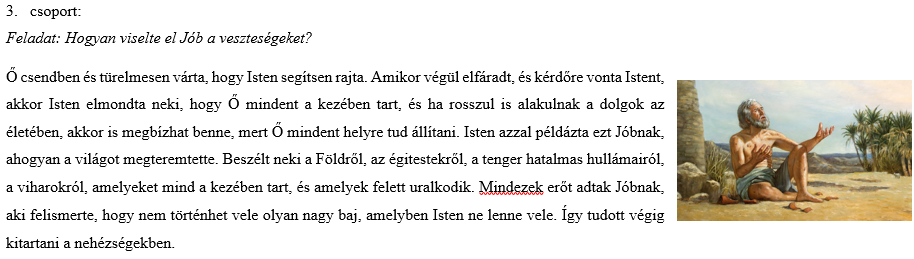 3. csoport:
Feladat: Hogyan viselte el Jób a veszteségeket?
Ő csendben és türelmesen várta, hogy Isten segítsen rajta. Amikor végül elfáradt, és kérdőre vonta Istent,
akkor Isten elmondta neki, hogy Ő mindent a kezében tart, és ha rosszul is alakulnak a dolgok az
életében, akkor is megbízhat benne, mert Ő mindent helyre tud állítani. Isten azzal példázta ezt Jóbnak,
ahogyan a világot megteremtette. Beszélt neki a Földről, az égitestekről, a tenger hatalmas hullámairól,
a viharokról, amelyeket mind a kezében tart, és amelyek felett uralkodik. Mindezek erőt adtak Jóbnak,
aki felismerte, hogy nem történhet vele olyan nagy baj, amelyben Isten ne lenne vele. Így tudott végig
kitartani a nehézségekben.